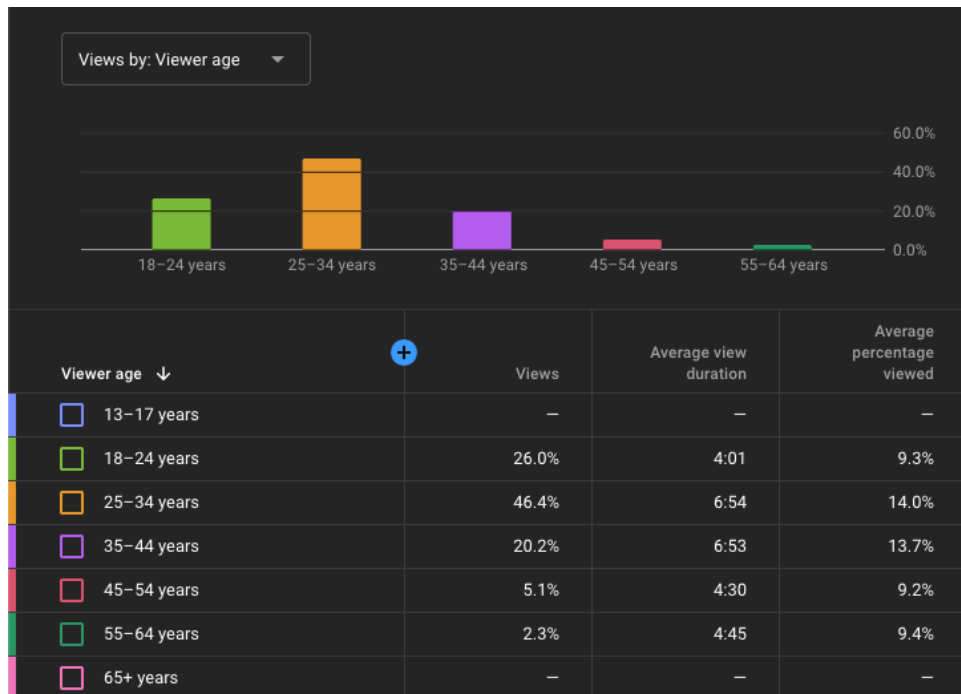 Views by: Viewer age
60.0%
40.0%
20.0%
0.0%
18–24 years 25–34 years 35–44 years 45–54 years 55–64 years
Viewer age ↓ Views Average view duration Average percentage viewed
13–17 years — — —
18–24 years 26.0% 4:01 9.3%
25–34 years 46.4% 6:54 14.0%
35–44 years 20.2% 6:53 13.7%
45–54 years 5.1% 4:30 9.2%
55–64 years 2.3% 4:45 9.4%
65+ years — — —